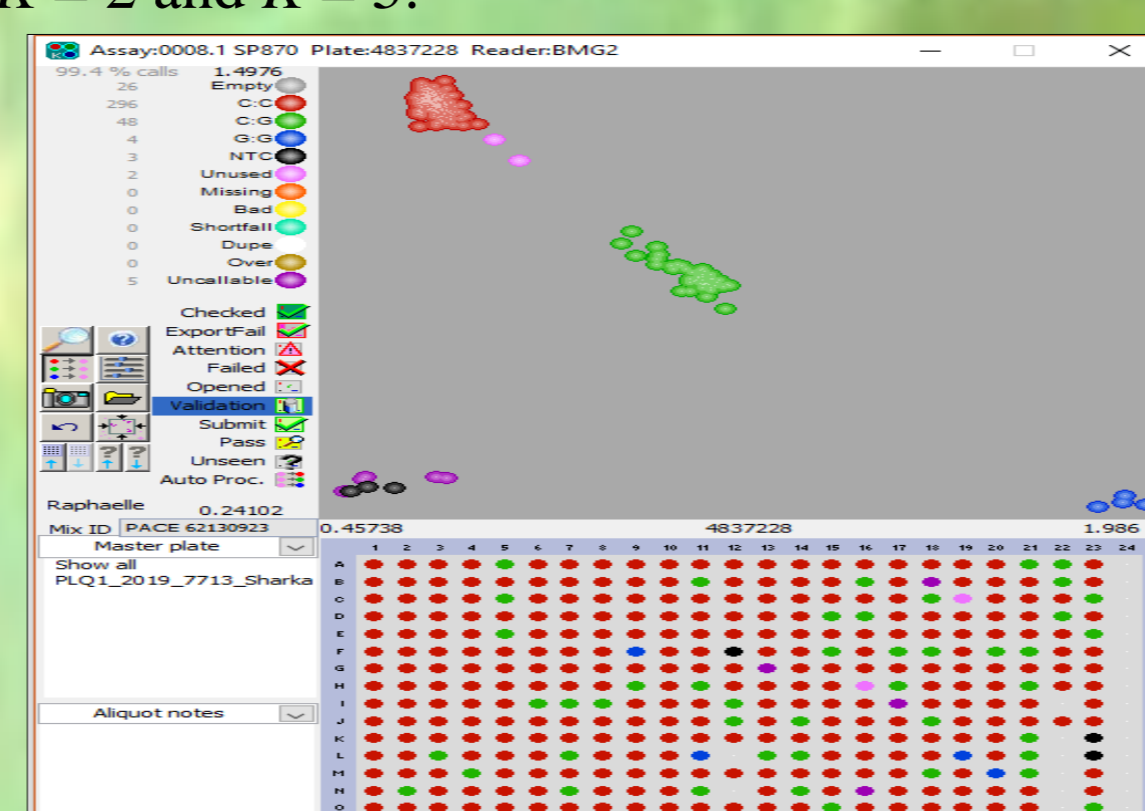 K = 2 and K = 3.
Assay:0008.1 SP870 Plate:4837228 Reader:BMG2
99.4 % calls 1.4976
26 Empty
296 C:C
48 C:G
4 G:G
3 NTC
2 Unused
0 Missing
0 Bad
0 Shortfall
0 Dupe
0 Over
5 Uncallable
Checked
ExportFail
Attention
Failed
Opened
Validation
Submit
Pass
Unseen
Auto Proc.
Raphaelle 0.24102
Mix ID PACE 62130923 0.45738 4837228 1.986
Master plate
1 2 3 4 5 6 7 8 9 10 11 12 13 14 15 16 17 18 19 20 21 22 23 24
Show all
PLQ1_2019_7713_Sharka
Aliquot notes
A
B
C
D
E
F
G
H
I
J
K
L
M
N
O